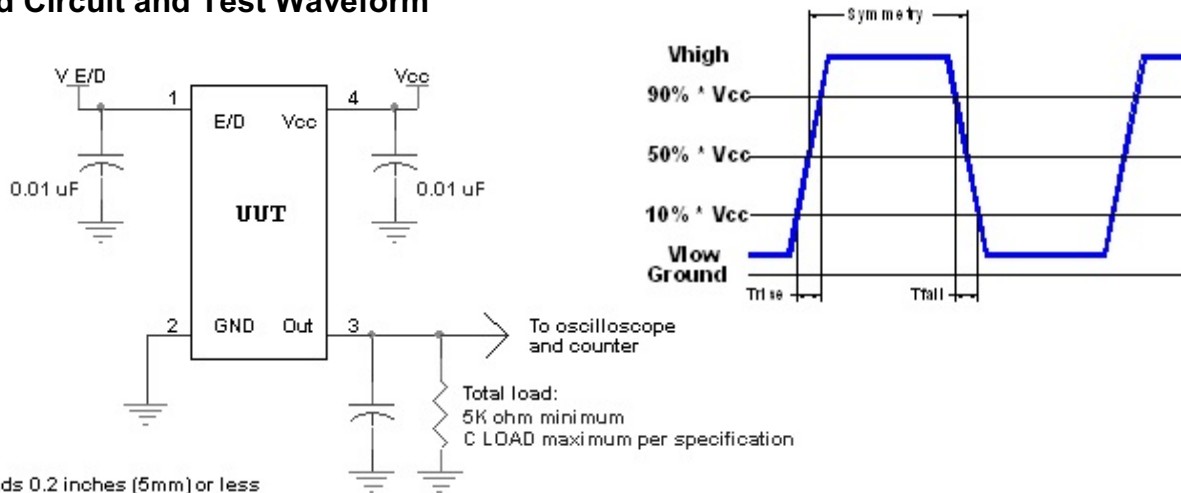 d Circuit and Test Waveform
V E/D
Vcc
1
4
E/D
Vcc
0.01 uF
0.01 uF
UUT
2
GND
Out
3
To oscilloscope
and counter
Total load:
5K ohm minimum
C LOAD maximum per specification
ds 0.2 inches (5mm) or less
Symmetry
Vhigh
90% * Vcc
50% * Vcc
10% * Vcc
Vlow
Ground
Trise
Tfall